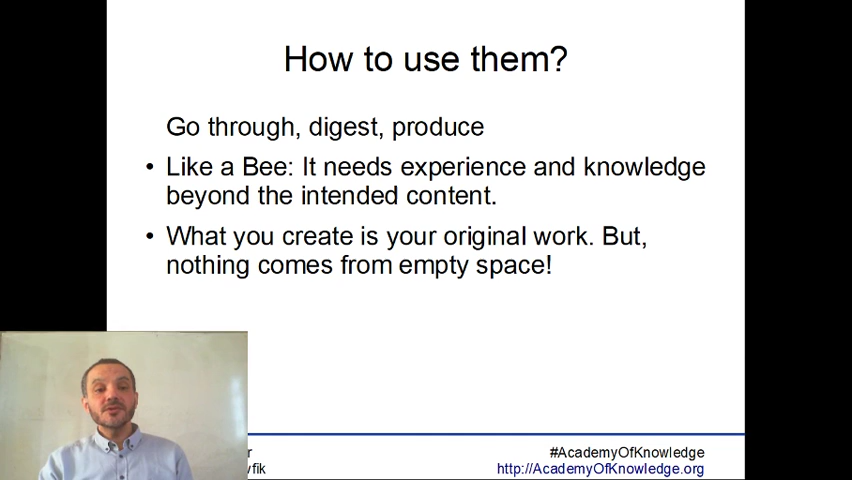 How to use them?
Go through, digest, produce
• Like a Bee: It needs experience and knowledge
beyond the intended content.
• What you create is your original work. But,
nothing comes from empty space!
#AcademyOfKnowledge
http://AcademyOfKnowledge.org